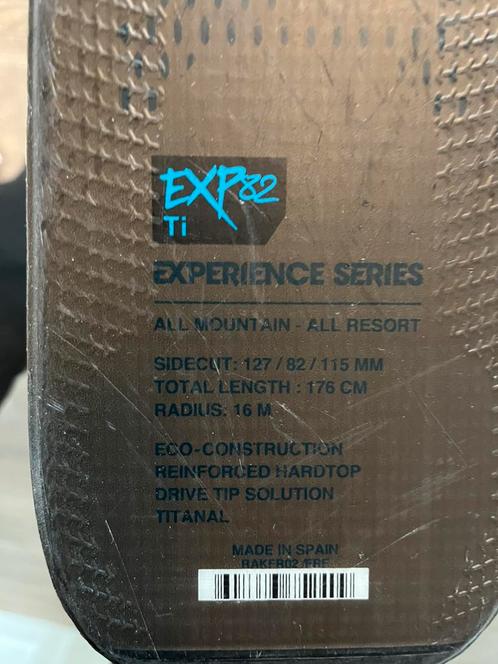 EXP82
Ti
EXPERIENCE SERIES
ALL MOUNTAIN - ALL RESORT
SIDECUT: 127 / 82 / 115 MM
TOTAL LENGTH : 176 CM
RADIUS: 16 M
ECO-CONSTRUCTION
REINFORCED HARDTOP
DRIVE TIP SOLUTION
TITANAL
MADE IN SPAIN